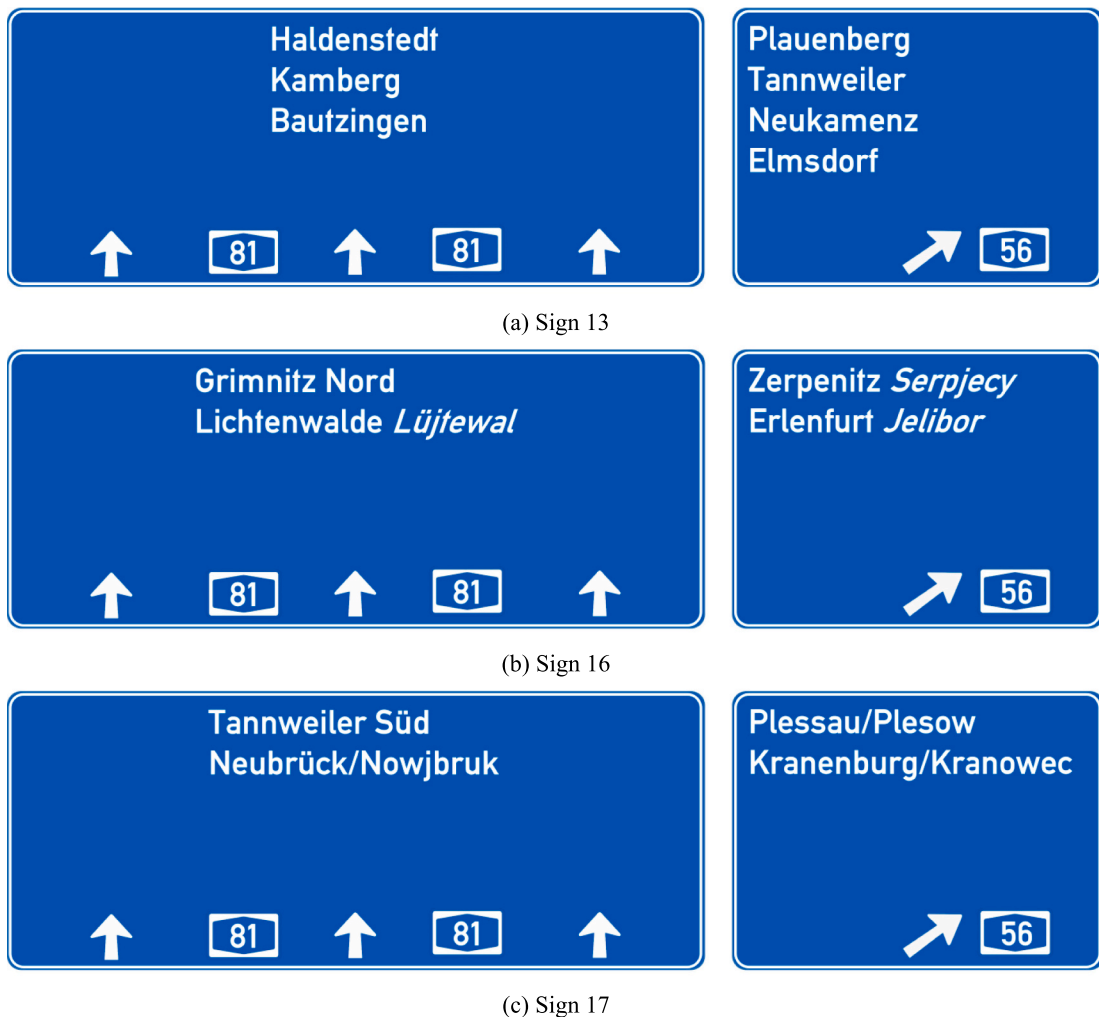 Haldenstedt
Kamberg
Bautzingen
81
81
Plauenberg
Tannweiler
Neukamenz
Elmsdorf
56
(a) Sign 13
Grimnitz Nord
Lichtenwalde Lüjtewal
81
81
Zerpenitz Serpjecy
Erlenfurt Jelibor
56
(b) Sign 16
Tannweiler Süd
Neubrück/Nowjbruk
81
81
Plessau/Plesow
Kranenburg/Kranowec
56
(c) Sign 17